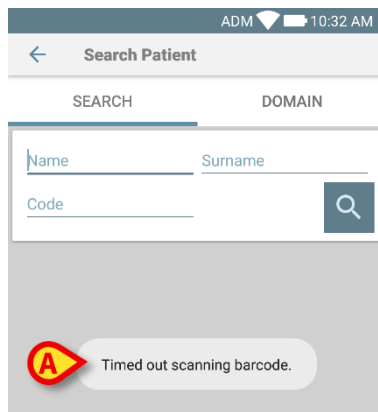 ADM 10:32 AM
Search Patient
SEARCH DOMAIN
Name Surname
Code
A Timed out scanning barcode.